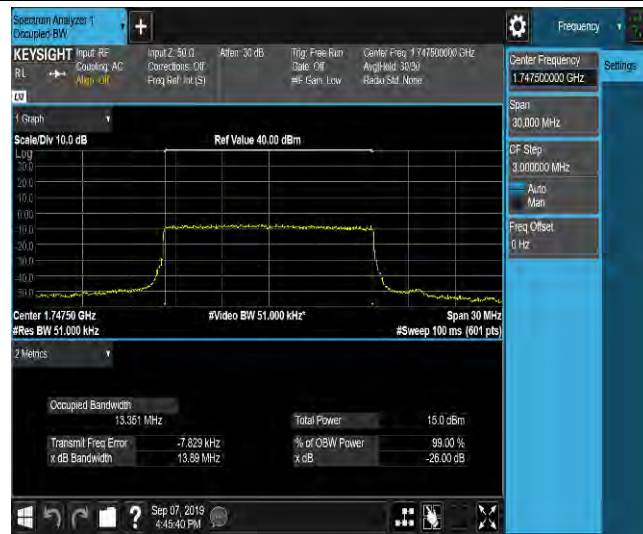 Spectrum Analyzer 1
Occupied BW
+
Frequency
KEYSIGHT
RL
Input: RF
Coupling: AC
Align: Off
Input Z: 50 Ω
Corrections: Off
Freq Ref: Int (S)
Atten: 30 dB
Trig: Free Run
Gate: Off
#IF Gain: Low
Center Freq: 1.747500000 GHz
Avg|Hold: 30/30
Radio Std: None
Center Frequency
1.747500000 GHz
Settings
Span
30.000 MHz
CF Step
3.000000 MHz
Auto
Man
Freq Offset
0 Hz
1 Graph
Scale/Div 10.0 dB
Ref Value 40.00 dBm
Log
30.0
20.0
10.0
0.00
-10.0
-20.0
-30.0
-40.0
-50.0
Center 1.74750 GHz
#Video BW 51.000 kHz*
Span 30 MHz
#Res BW 51.000 kHz
#Sweep 100 ms (601 pts)
2 Metrics
Occupied Bandwidth
13.351 MHz
Total Power
15.0 dBm
Transmit Freq Error
-7.829 kHz
% of OBW Power
99.00 %
x dB Bandwidth
13.89 MHz
x dB
-26.00 dB
?
Sep 07, 2019
4:45:40 PM